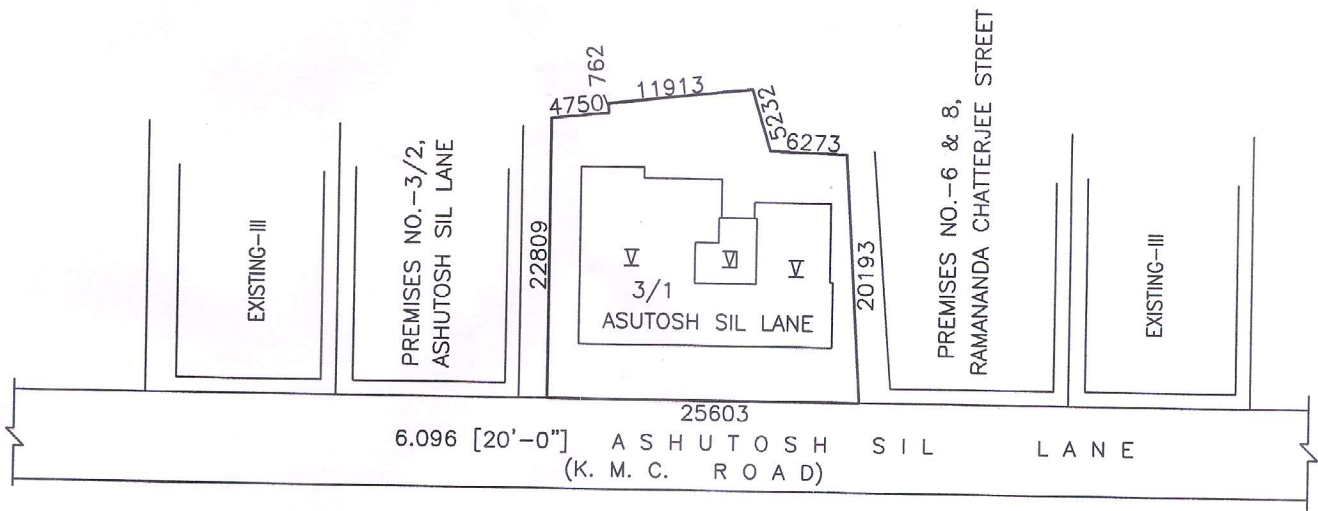 762
11913
4750
5232
6273
PREMISES NO.-3/2,
ASHUTOSH SIL LANE
PREMISES NO.-6 & 8,
RAMANANDA CHATTERJEE STREET
EXISTING-III
22809
V
VI
V
3/1
ASUTOSH SIL LANE
20193
EXISTING-III
25603
6.096 [20'-0"] ASHUTOSH SIL LANE
(K. M. C. ROAD)